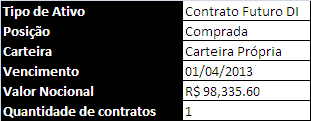 Tipo de Ativo Contrato Futuro DI
Posição Comprada
Carteira Carteira Própria
Vencimento 01/04/2013
Valor Nocional R$ 98,335.60
Quantidade de contratos 1